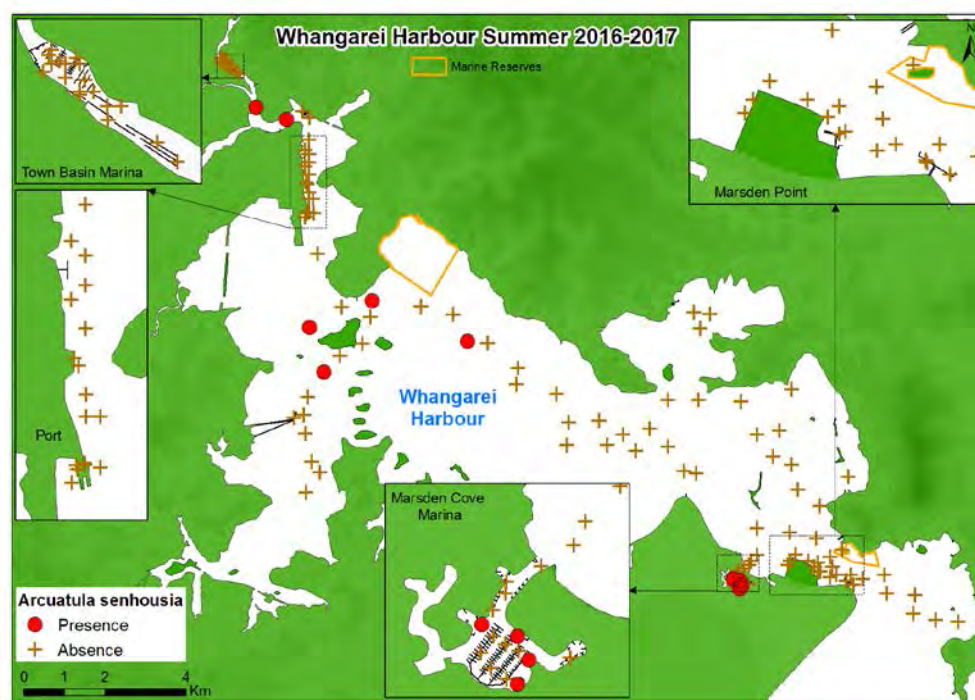 Whangarei Harbour Summer 2016-2017
Marine Reserves
N
Town Basin Marina
Marsden Point
Port
Whangarei
Harbour
Marsden Cove
Marina
Arcuatula senhousia
Presence
Absence
0 1 2 4
Km